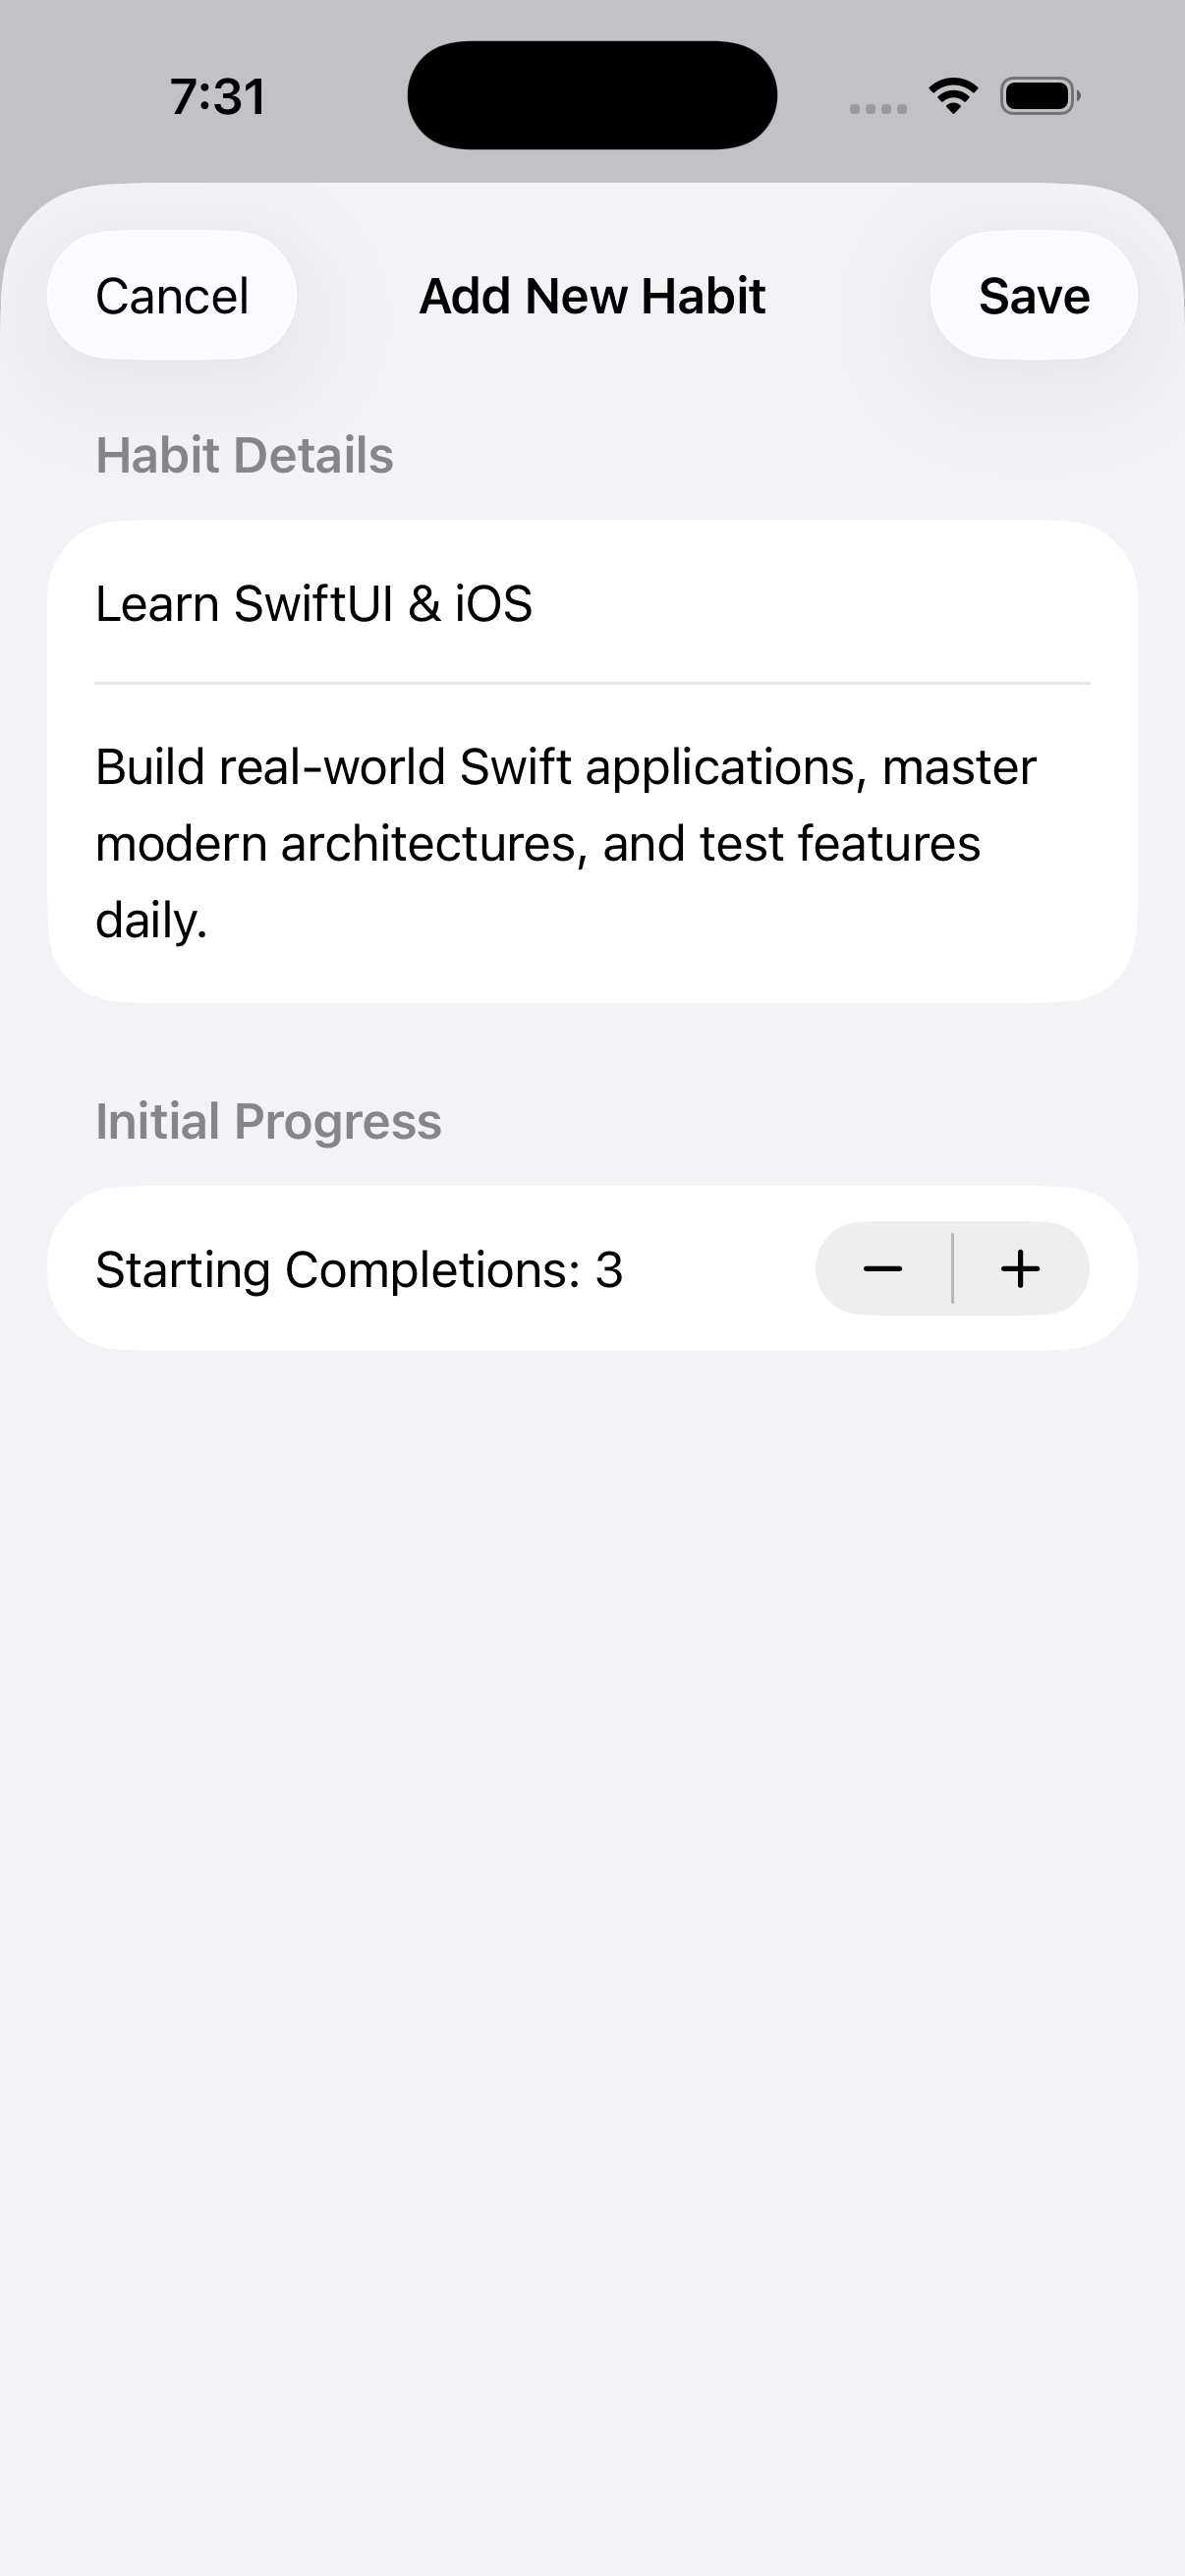 7:31
Cancel
Add New Habit
Save
Habit Details
Learn SwiftUI & iOS
Build real-world Swift applications, master
modern architectures, and test features
daily.
Initial Progress
Starting Completions: 3